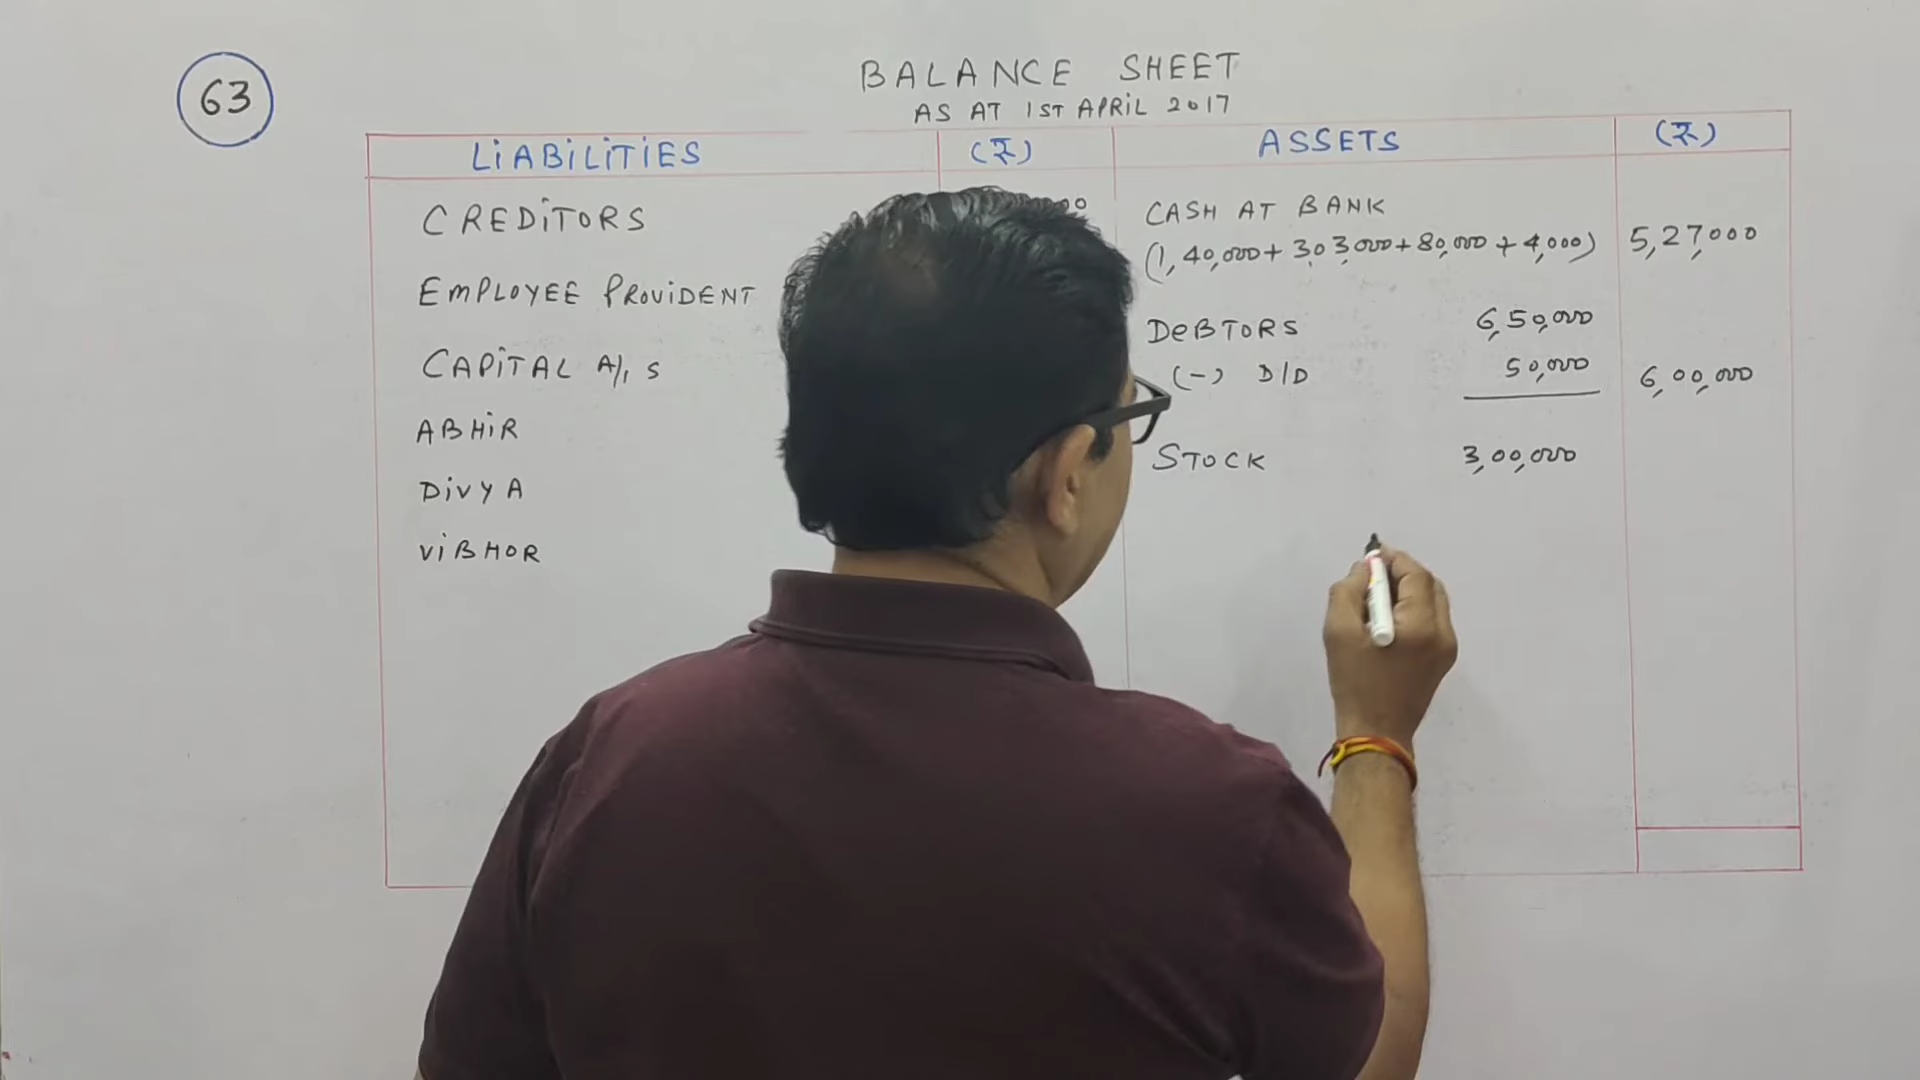 63
BALANCE SHEET
AS AT 1ST APRIL 2017
LIABILITIES (₹) ASSETS (₹)
CREDITORS
EMPLOYEE PROVIDENT
CAPITAL A/c S
ABHIR
DIVYA
VIBHOR
CASH AT BANK
(1,40,000+303,000+80,000+4,000) 5,27,000
DEBTORS 6,50,000
(-) D/D 50,000 6,00,000
STOCK 3,00,000